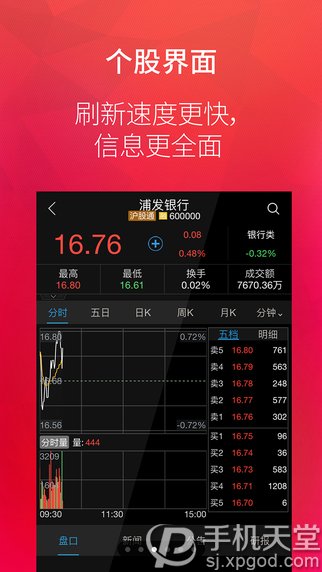 个股界面
刷新速度更快,
信息更全面
浦发银行
沪股通 600000
16.76 0.08 银行类
0.48% -0.32%
最高 最低 换手 成交额
16.80 16.61 0.02% 7670.36万
分时 五日 日K 周K 月K 分钟
16.80 0.72% 五档 明细
卖5 16.80 761
卖4 16.79 513
卖3 16.78 494
卖2 16.77 996
卖1 16.76 302
16.56 -0.72%
买1 16.75 96
分时量 量: 444
买2 16.74 36
3209 买3 16.73 536
1604 买4 16.71 1208
买5 16.70 6
09:30 11:30 15:00
盘口 新闻 公告 研报
手机天堂
sj.xpgod.com